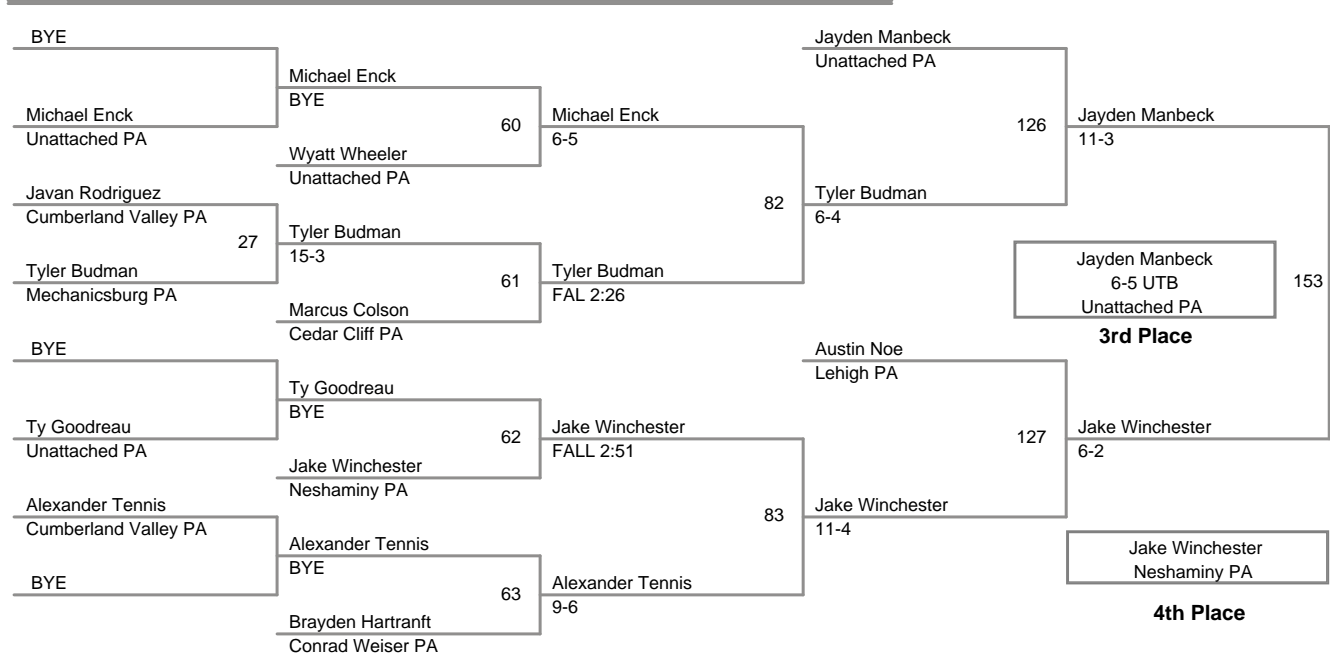 BYE
Michael Enck
Unattached PA
Javan Rodriguez
Cumberland Valley PA
27
Tyler Budman
Mechanicsburg PA
BYE
Ty Goodreau
Unattached PA
Alexander Tennis
Cumberland Valley PA
BYE
Michael Enck
BYE
60
Wyatt Wheeler
Unattached PA
Tyler Budman
15-3
61
Marcus Colson
Cedar Cliff PA
Ty Goodreau
BYE
62
Jake Winchester
Neshaminy PA
Alexander Tennis
BYE
63
Brayden Hartranft
Conrad Weiser PA
Michael Enck
6-5
82
Tyler Budman
FAL 2:26
Jake Winchester
FALL 2:51
83
Alexander Tennis
9-6
Jayden Manbeck
Unattached PA
126
Tyler Budman
6-4
Austin Noe
Lehigh PA
127
Jake Winchester
11-4
Jayden Manbeck
11-3
153
Jayden Manbeck
6-5 UTB
Unattached PA
3rd Place
Jake Winchester
6-2
Jake Winchester
Neshaminy PA
4th Place